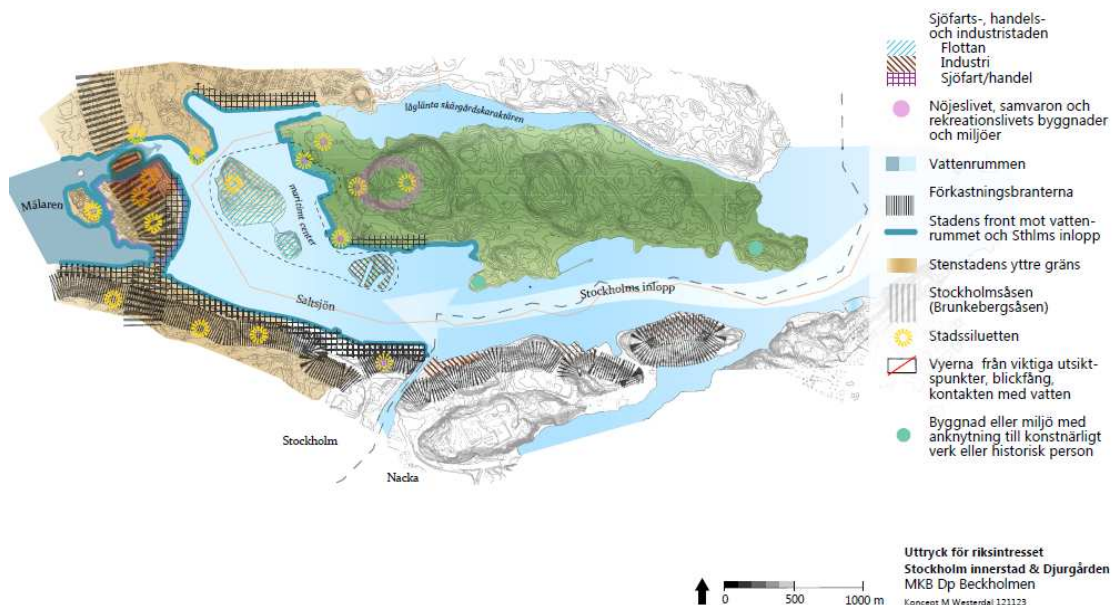 låglänta skärgårdskaraktären
Mälaren
maritimt center
Saltsjön
Stockholms inlopp
Stockholm
Nacka
Sjöfarts-, handels-
och industristaden
Flottan
Industri
Sjöfart/handel
Nöjeslivet, samvaron och
rekreationslivets byggnader
och miljöer
Vattenrummen
Förkastningsbranterna
Stadens front mot vatten-
rummet och Sthlms inlopp
Stenstadens yttre gräns
Stockholmsåsen
(Brunkebergsåsen)
Stadssiluetten
Vyerna från viktiga utsikt-
spunkter, blickfång,
kontakten med vatten
Byggnad eller miljö med
anknytning till konstnärligt
verk eller historisk person
Uttryck för riksintresset
Stockholm innerstad & Djurgården
MKB Dp Beckholmen
Koncept M Westerdal 121123
0 500 1000 m